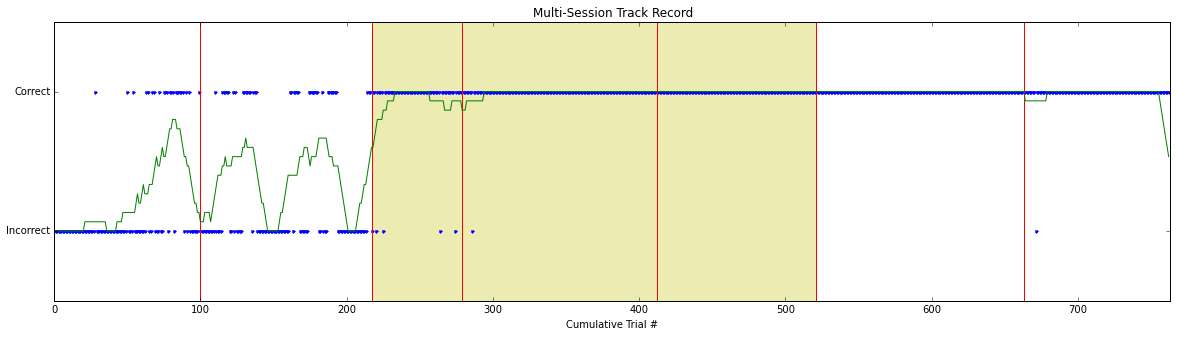 Multi-Session Track Record
Correct
Incorrect
0 100 200 300 400 500 600 700
Cumulative Trial #